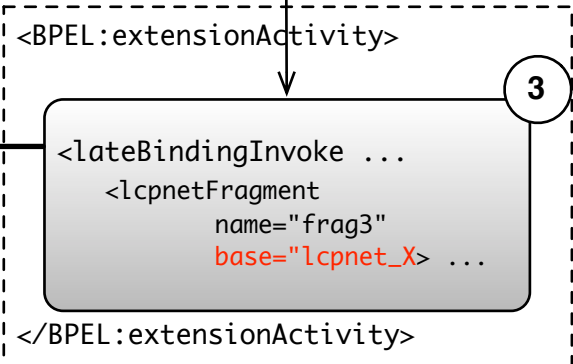 <BPEL:extensionActivity>
3
<lateBindingInvoke ...
<lcpnetFragment
name="frag3"
base="lcpnet_X> ...
</BPEL:extensionActivity>